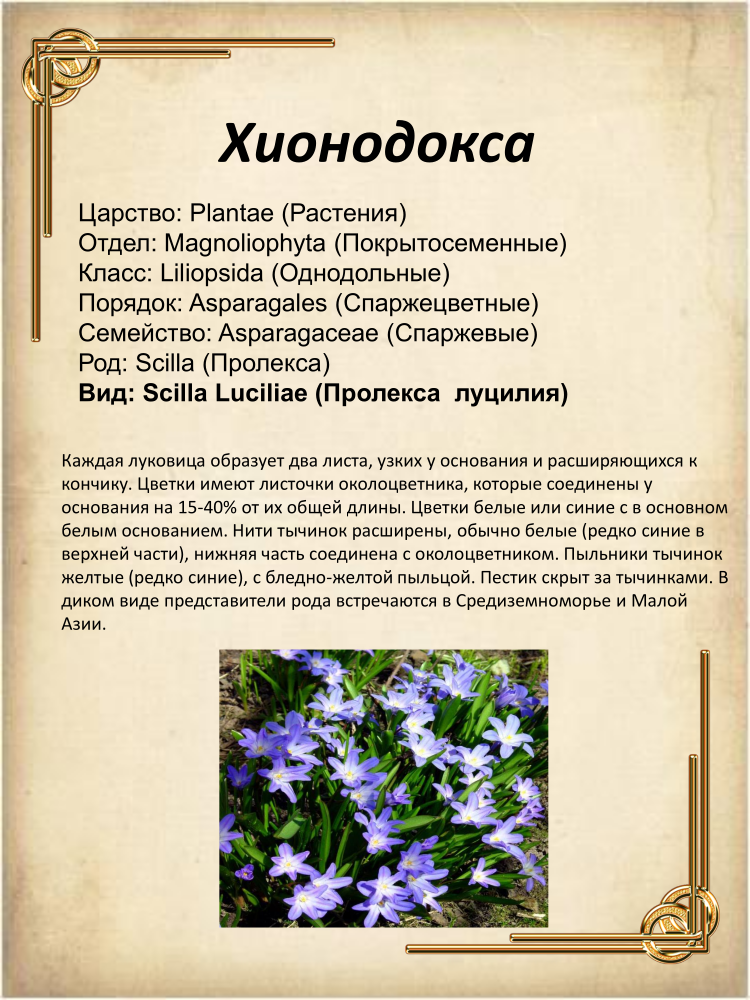 Хионодокса
Царство: Plantae (Растения)
Отдел: Magnoliophyta (Покрытосеменные)
Класс: Liliopsida (Однодольные)
Порядок: Asparagales (Спаржецветные)
Семейство: Asparagaceae (Спаржевые)
Род: Scilla (Пролекса)
Вид: Scilla Luciliae (Пролекса  луцилия)
Каждая луковица образует два листа, узких у основания и расширяющихся к
кончику. Цветки имеют листочки околоцветника, которые соединены у
основания на 15-40% от их общей длины. Цветки белые или синие с в основном
белым основанием. Нити тычинок расширены, обычно белые (редко синие в
верхней части), нижняя часть соединена с околоцветником. Пыльники тычинок
желтые (редко синие), с бледно-желтой пыльцой. Пестик скрыт за тычинками. В
диком виде представители рода встречаются в Средиземноморье и Малой
Азии.